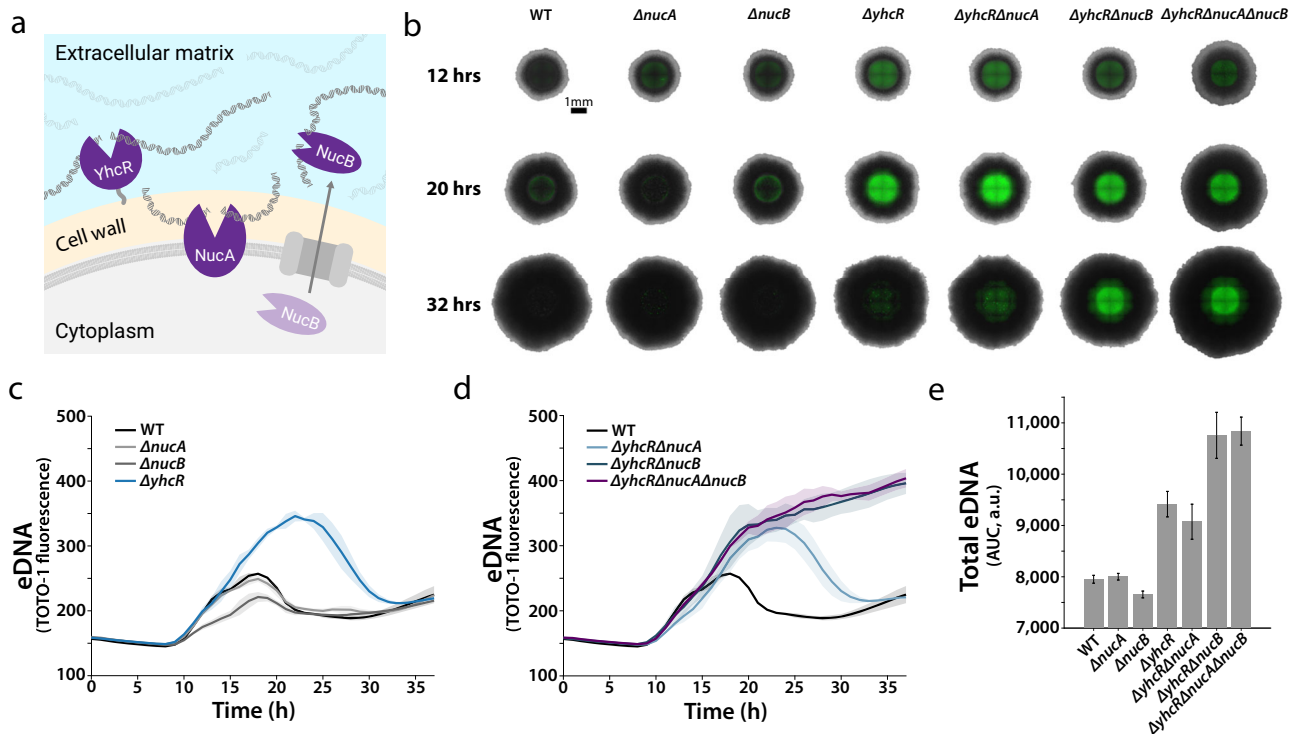 a
Extracellular matrix
YhcR
NucB
Cell wall
NucA
NucB
Cytoplasm
b
WT ΔnucA ΔnucB ΔyhcR ΔyhcRΔnucA ΔyhcRΔnucB ΔyhcRΔnucAΔnucB
12 hrs
1mm
20 hrs
32 hrs
c
WT
ΔnucA
ΔnucB
ΔyhcR
500
400
300
200
100
eDNA
(TOTO-1 fluorescence)
0 5 10 15 20 25 30 35
Time (h)
d
WT
ΔyhcRΔnucA
ΔyhcRΔnucB
ΔyhcRΔnucAΔnucB
500
400
300
200
100
eDNA
(TOTO-1 fluorescence)
0 5 10 15 20 25 30 35
Time (h)
e
11,000
10,000
9,000
8,000
7,000
Total eDNA
(AUC, a.u.)
WT
ΔnucA
ΔnucB
ΔyhcR
ΔyhcRΔnucA
ΔyhcRΔnucB
ΔyhcRΔnucAΔnucB